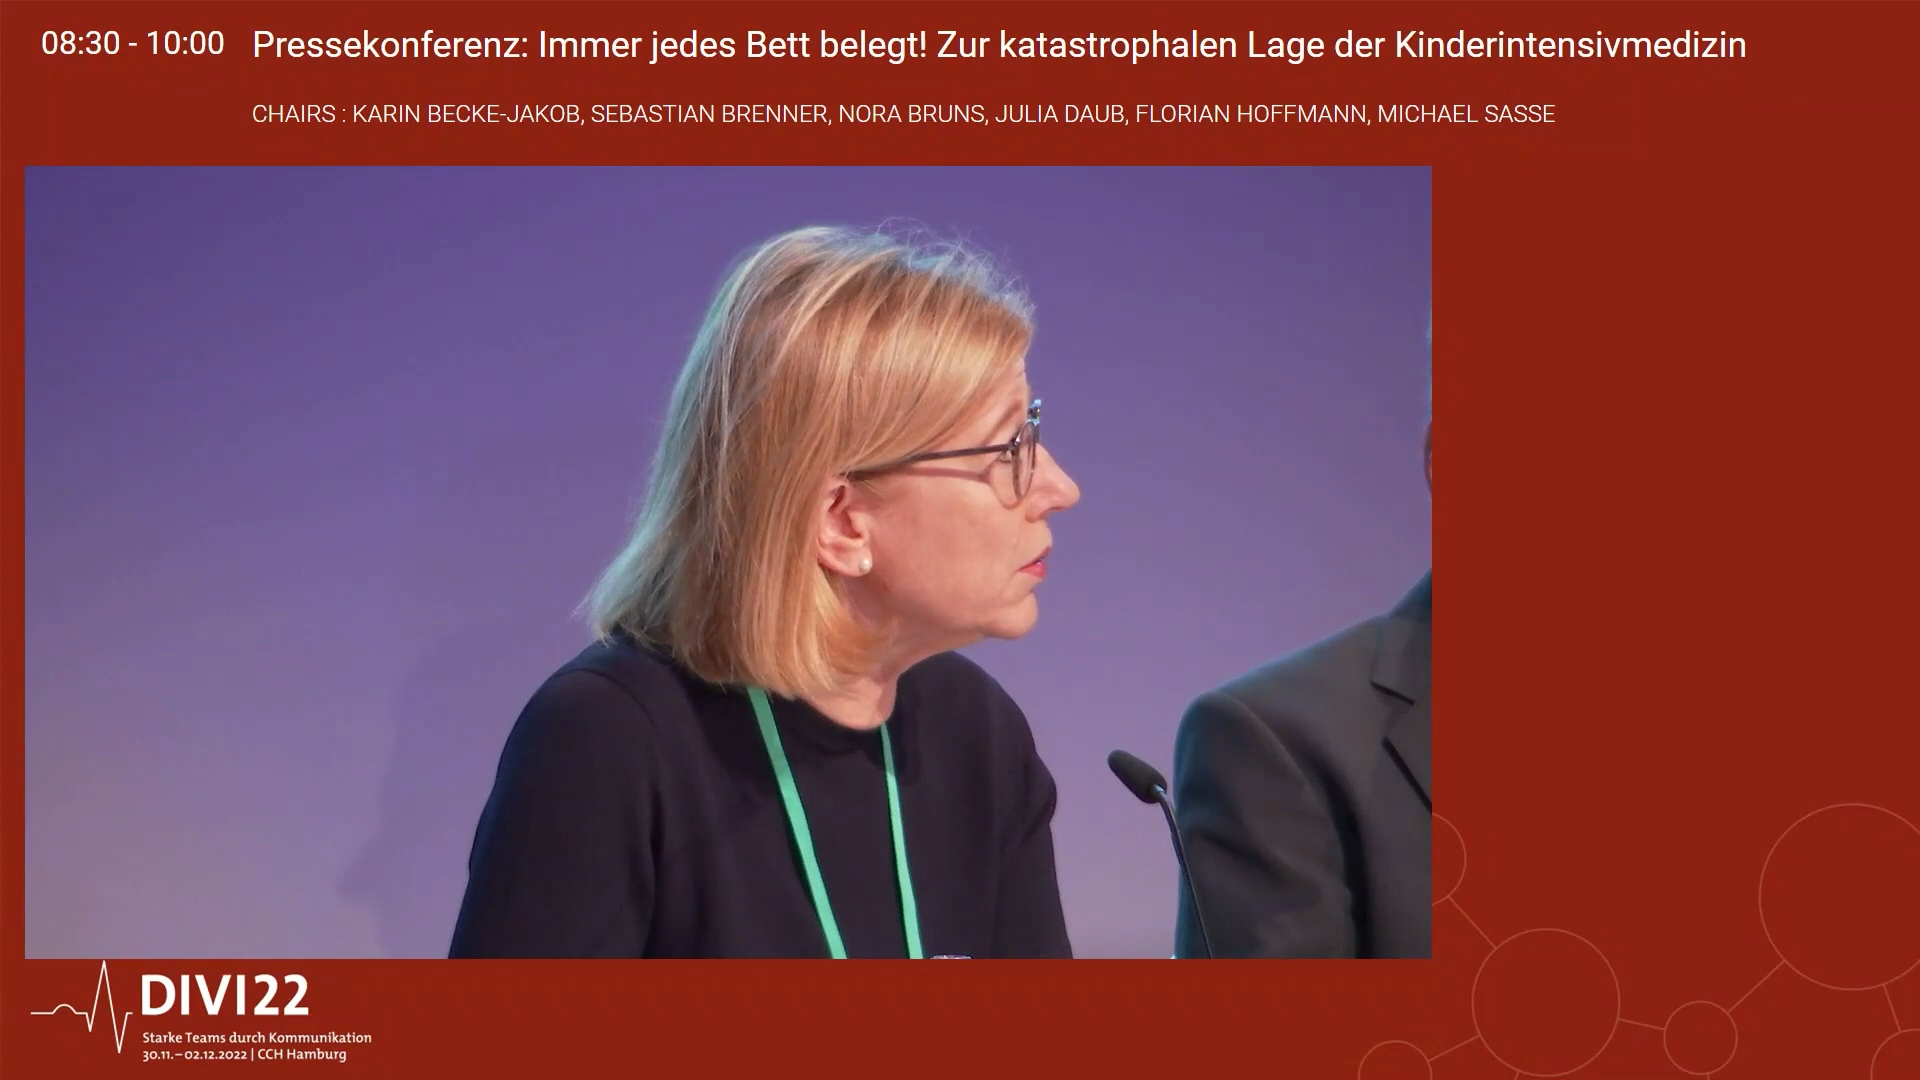 08:30 - 10:00 Pressekonferenz: Immer jedes Bett belegt! Zur katastrophalen Lage der Kinderintensivmedizin
CHAIRS : KARIN BECKE-JAKOB, SEBASTIAN BRENNER, NORA BRUNS, JULIA DAUB, FLORIAN HOFFMANN, MICHAEL SASSE
DIVI22
Starke Teams durch Kommunikation
30.11. – 02.12.2022 | CCH Hamburg